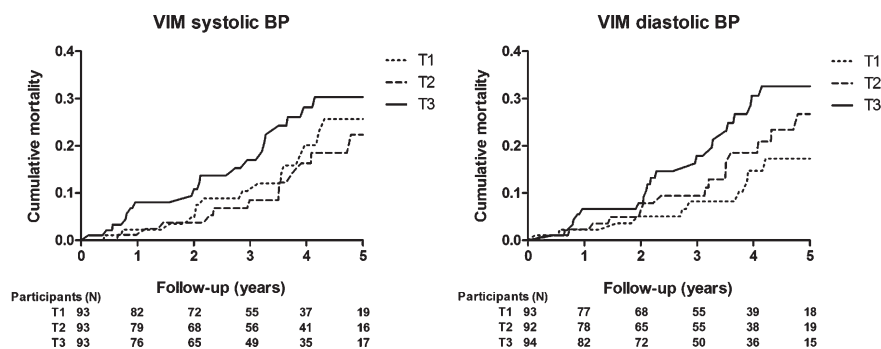 VIM systolic BP
Cumulative mortality
0.4
0.3
0.2
0.1
0.0
T1
T2
T3
0 1 2 3 4 5
Follow-up (years)
Participants (N)
T1 93 82 72 55 37 19
T2 93 79 68 56 41 16
T3 93 76 65 49 35 17
VIM diastolic BP
Cumulative mortality
0.4
0.3
0.2
0.1
0.0
T1
T2
T3
0 1 2 3 4 5
Follow-up (years)
Participants (N)
T1 93 77 68 55 39 18
T2 92 78 65 55 38 19
T3 94 82 72 50 36 15